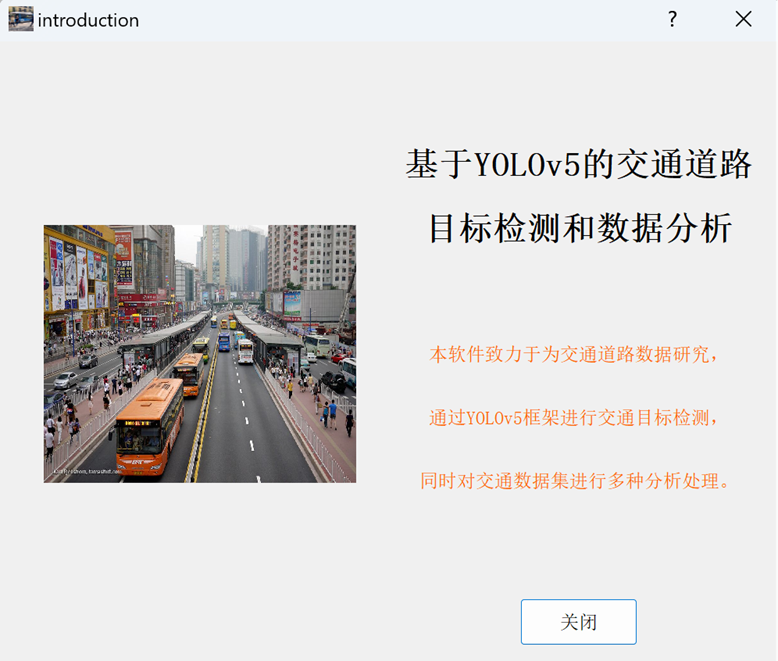 introduction
基于YOLOv5的交通道路
目标检测和数据分析
本软件致力于为交通道路数据研究，
通过YOLOv5框架进行交通目标检测，
同时对交通数据集进行多种分析处理。
关闭